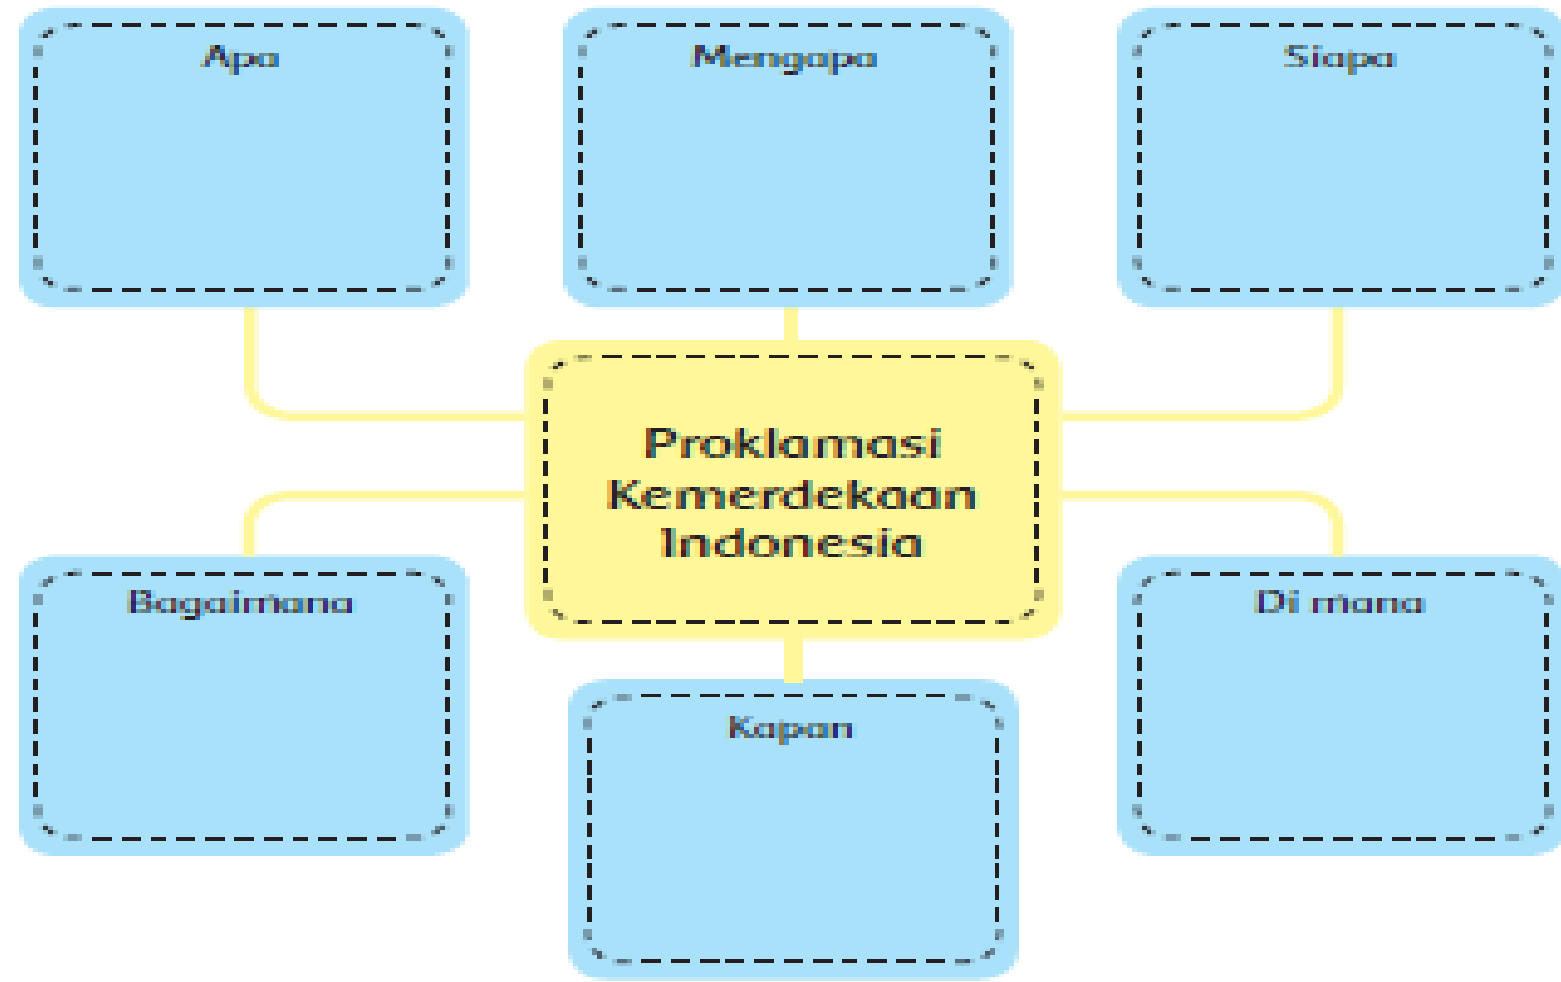 Apa
Mengapa
Siapa
Proklamasi
Kemerdekaan
Indonesia
Bagaimana
Di mana
Kapan